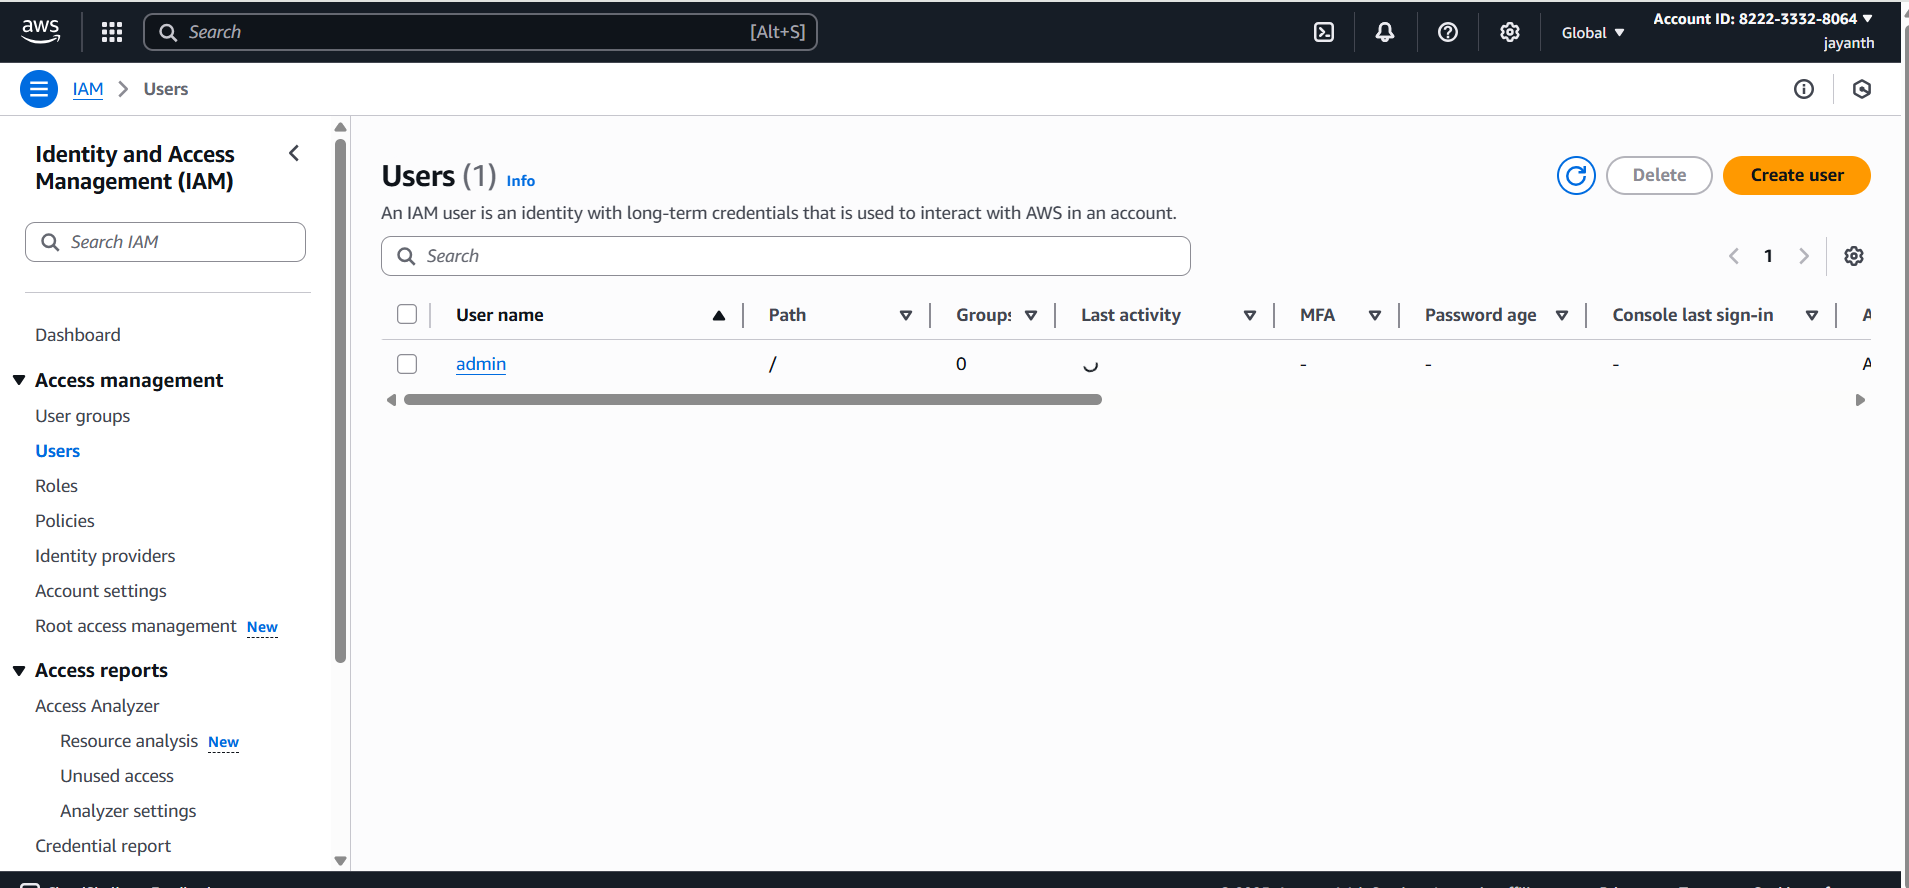 aws
Search [Alt+S]
Global
Account ID: 8222-3332-8064
jayanth
IAM
Users
Identity and Access
Management (IAM)
Search IAM
Dashboard
Access management
User groups
Users
Roles
Policies
Identity providers
Account settings
Root access management New
Access reports
Access Analyzer
Resource analysis New
Unused access
Analyzer settings
Credential report
Users (1) Info
Delete
Create user
An IAM user is an identity with long-term credentials that is used to interact with AWS in an account.
Search
1
User name Path Groups Last activity MFA Password age Console last sign-in A
admin / 0 - - - A